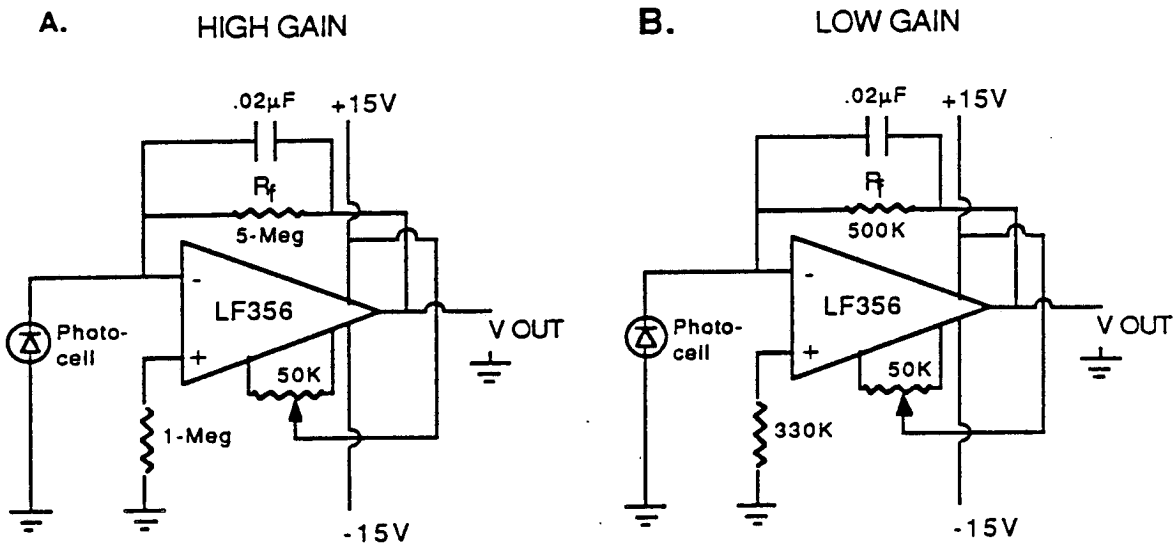 A. HIGH GAIN
.02µF +15V
Rf
5-Meg
-
LF356
Photo-
cell
+
50K
1-Meg
V OUT
-15V
B. LOW GAIN
.02µF +15V
Rf
500K
-
LF356
Photo-
cell
+
50K
330K
V OUT
-15V